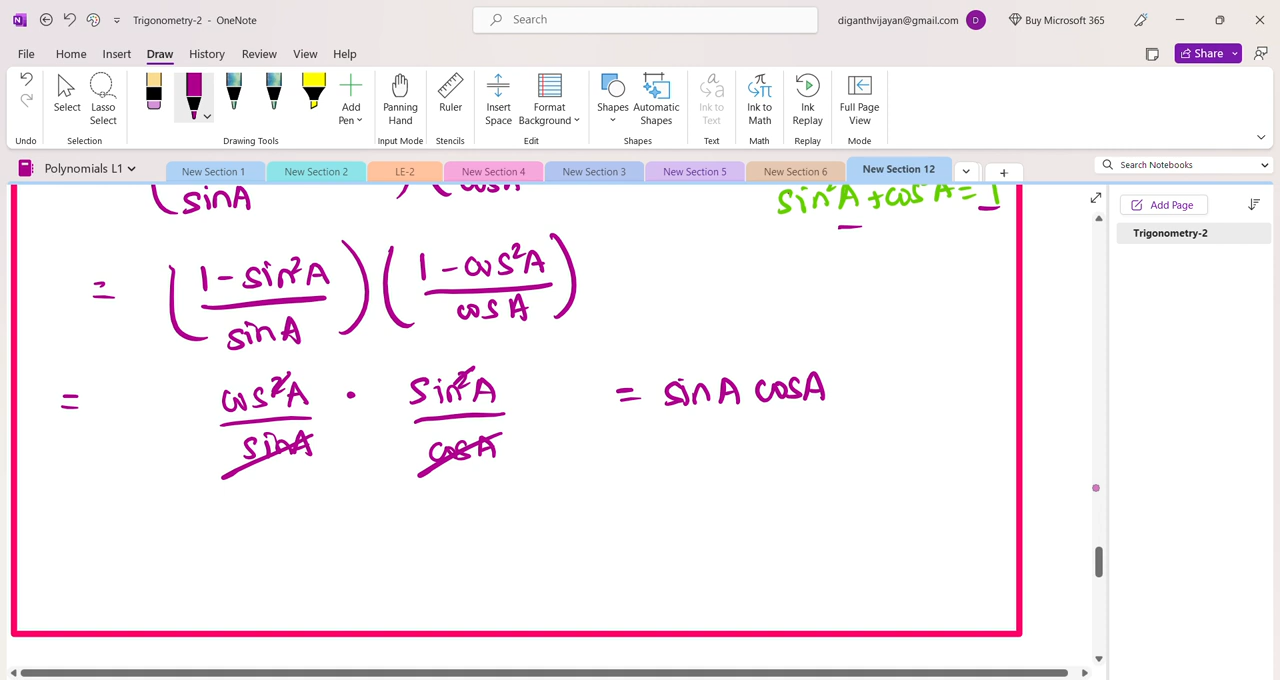 Trigonometry-2 - OneNote
Search
diganthvijayan@gmail.com D
Buy Microsoft 365
File Home Insert Draw History Review View Help
Share
Undo
Select
Lasso Select
Selection
Drawing Tools
Add Pen
Panning Hand
Input Mode
Ruler
Stencils
Insert Space
Format Background
Edit
Shapes
Automatic Shapes
Shapes
Ink to Text
Text
Ink to Math
Math
Ink Replay
Replay
Full Page View
Mode
Polynomials L1
New Section 1
New Section 2
LE-2
New Section 4
New Section 3
New Section 5
New Section 6
New Section 12
Search Notebooks
Add Page
Trigonometry-2
( sinA ) ( cosA
sin²A + cos²A = 1
= ( (1 - sin²A) / sinA ) ( (1 - cos²A) / cosA )
= cos²A / sinA · sin²A / cosA = sinA cosA